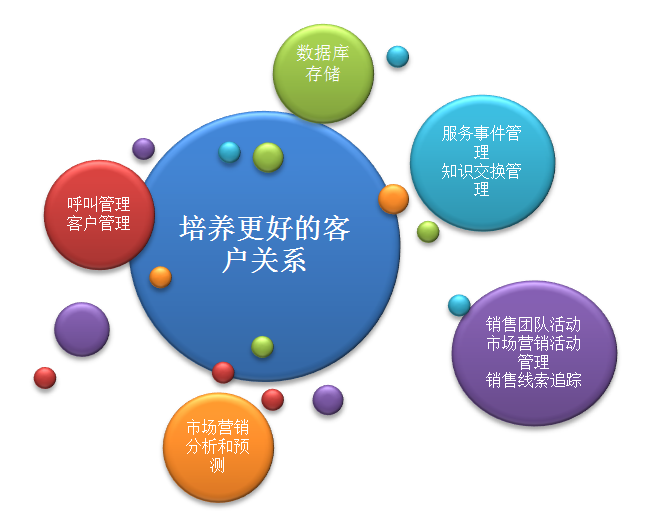 数据库
存储
服务事件管
理
知识交换管
理
呼叫管理
客户管理
培养更好的客
户关系
销售团队活动
市场营销活动
管理
销售线索追踪
市场营销
分析和预
测